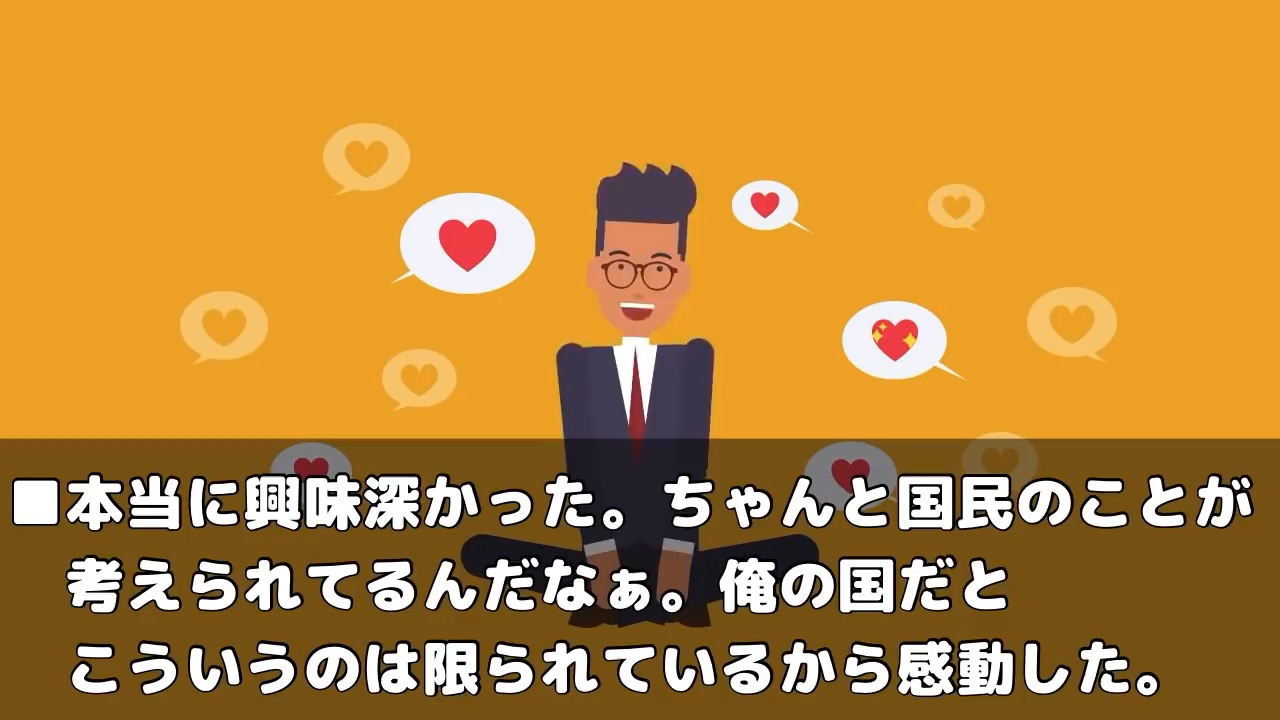 ■本当に興味深かった。ちゃんと国民のことが
考えられてるんだなぁ。俺の国だと
こういうのは限られているから感動した。